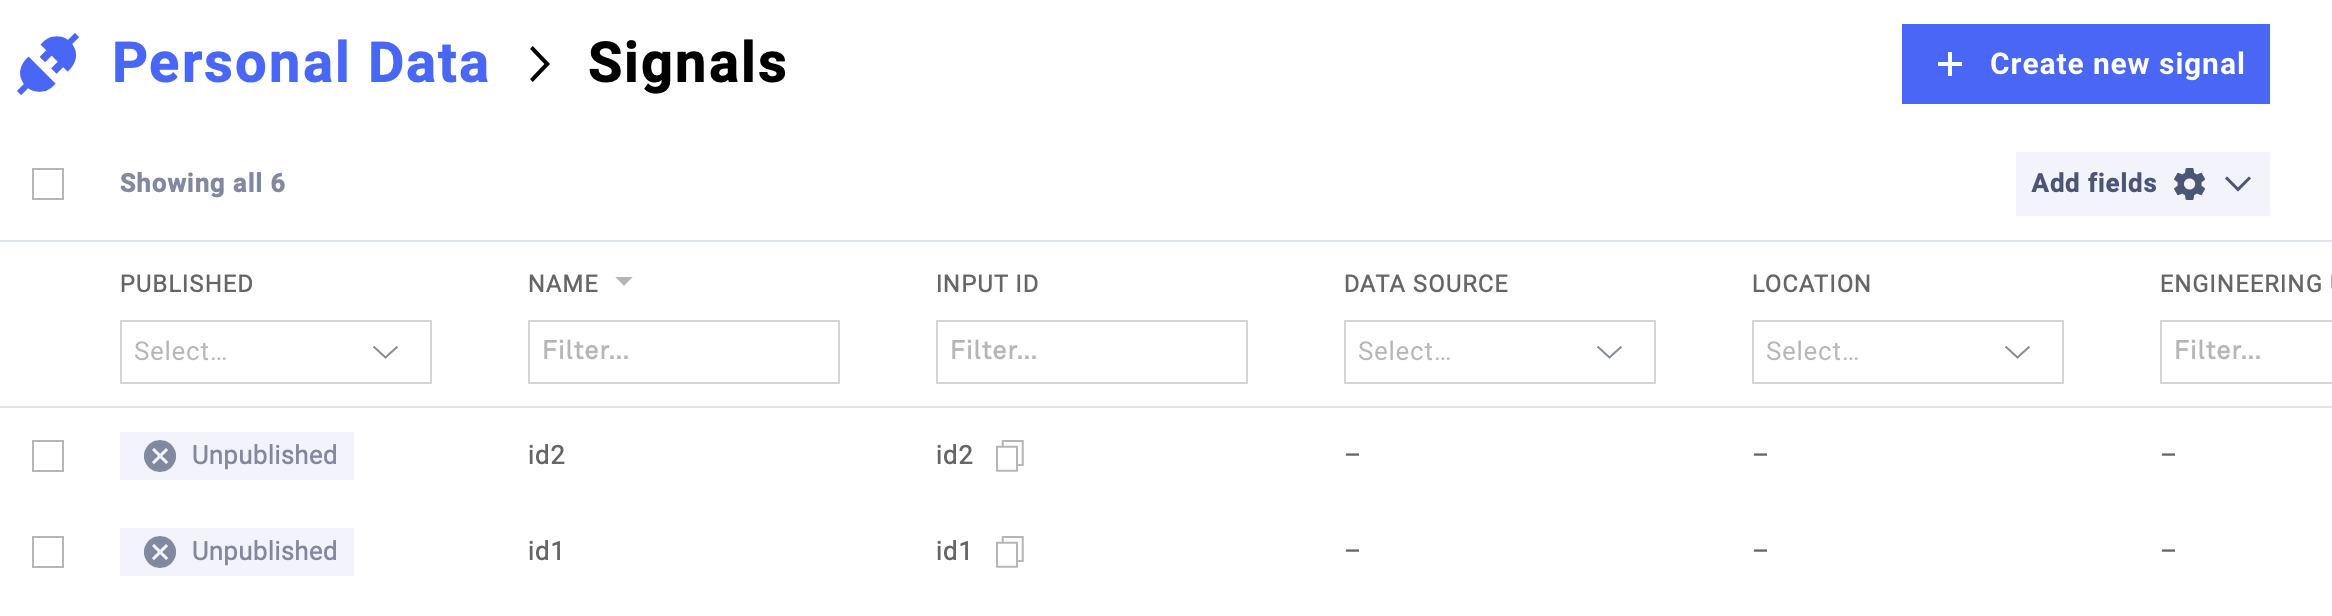 Personal Data > Signals
+ Create new signal
Showing all 6
Add fields
PUBLISHED NAME INPUT ID DATA SOURCE LOCATION ENGINEERING
Select... Filter... Filter... Select... Select... Filter...
Unpublished id2 id2 – – –
Unpublished id1 id1 – – –